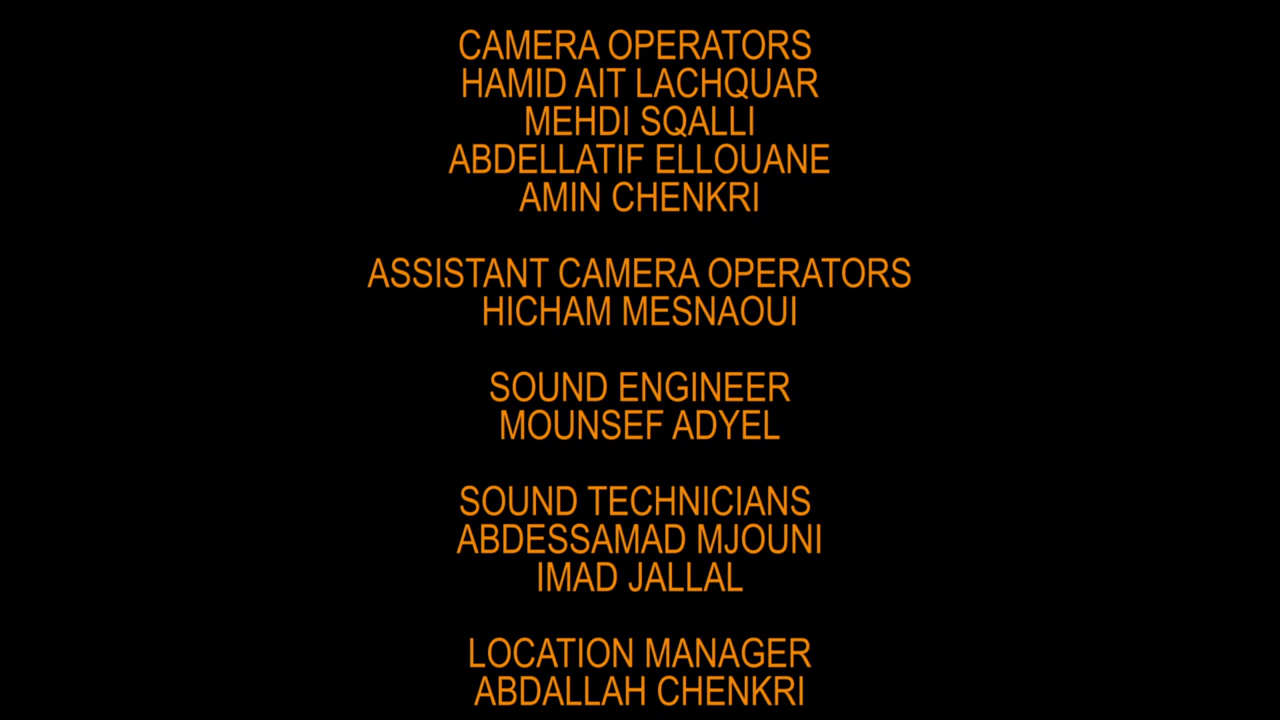 CAMERA OPERATORS
HAMID AIT LACHQUAR
MEHDI SQALLI
ABDELLATIF ELLOUANE
AMIN CHENKRI
ASSISTANT CAMERA OPERATORS
HICHAM MESNAOUI
SOUND ENGINEER
MOUNSEF ADYEL
SOUND TECHNICIANS
ABDESSAMAD MJOUNI
IMAD JALLAL
LOCATION MANAGER
ABDALLAH CHENKRI